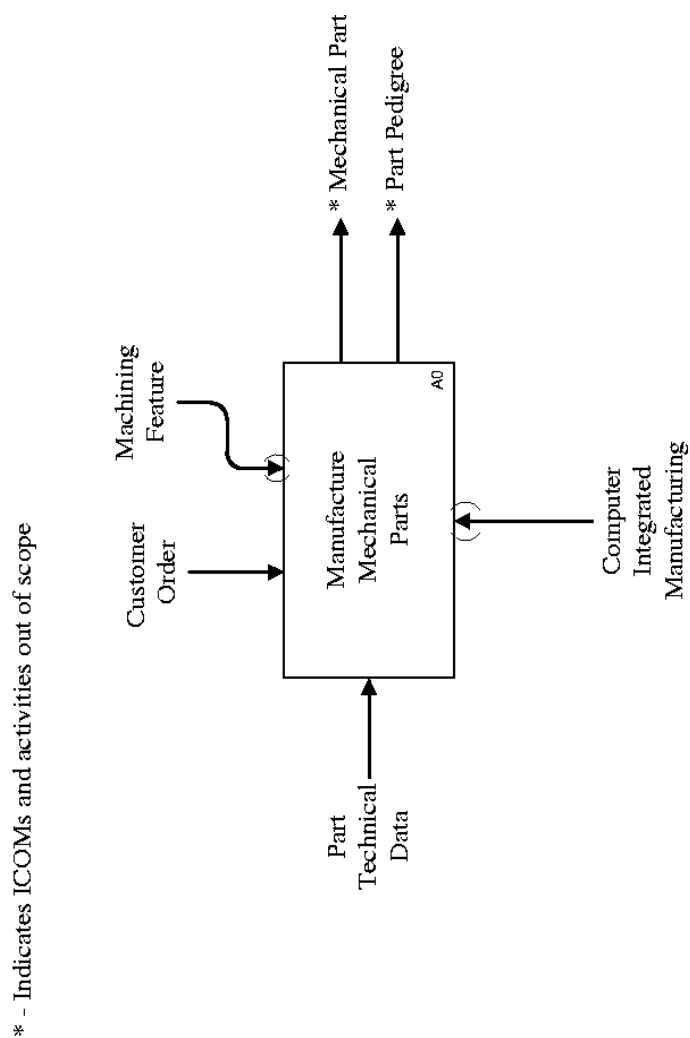 * - Indicates ICOMs and activities out of scope
Customer
Order
Machining
Feature
Part
Technical
Data
Manufacture
Mechanical
Parts
A0
* Mechanical Part
* Part Pedigree
Computer
Integrated
Manufacturing